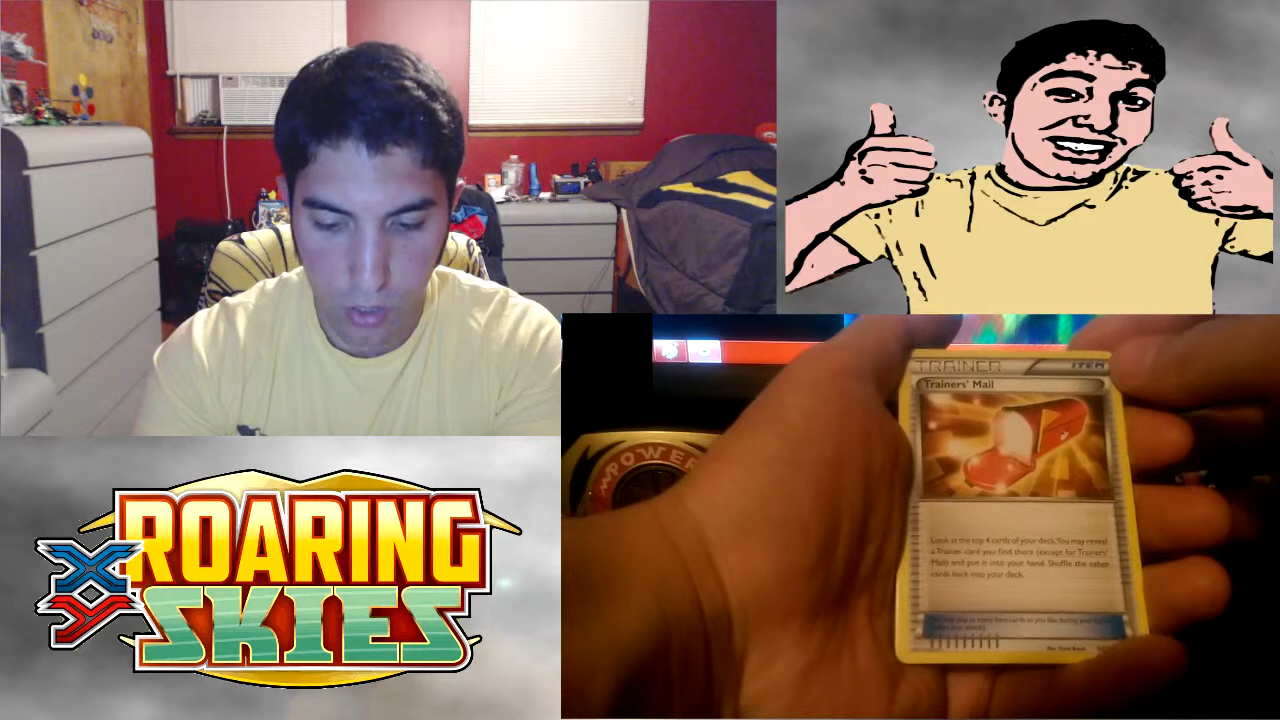 POWER
TRAINER ITEM
Trainers' Mail
Look at the top 4 cards of your deck. You may reveal
a Trainer card you find there (except for Trainers'
Mail) and put it into your hand. Shuffle the other
cards back into your deck.
XY
ROARING
SKIES